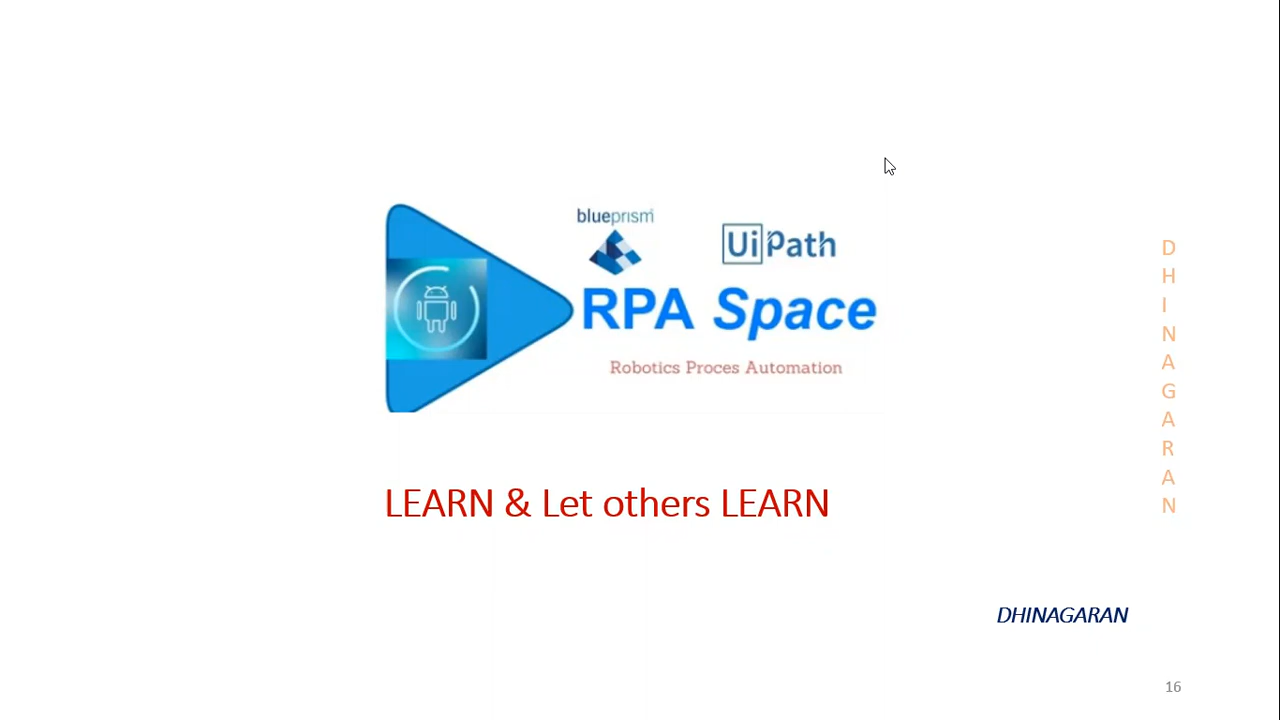 blueprism
UiPath
RPA Space
Robotics Proces Automation
LEARN & Let others LEARN
D
H
I
N
A
G
A
R
A
N
DHINAGARAN
16